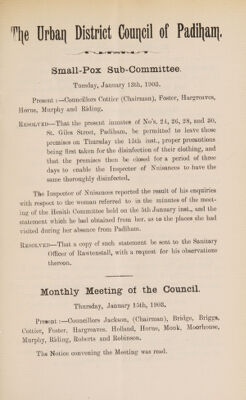 The Urban District Council of Padiham.
Small-Pox Sub-Committee.
Tuesday, January 13th, 1903.
Present :—Councillors Cottier (Chairman), Foster, Hargreaves,
Horne, Murphy and Riding.
Resolved—That the present inmates of No's. 24, 26, 28, and 30,
St. Giles Street, Padiham, be permitted to leave those
premises on Thursday the 15th inst., proper precautions
being first taken for the disinfection of their clothing, and
that the premises then be closed for a period of three
days to enable the Inspector of Nuisances to have the
same thoroughly disinfected.
The Inspector of Nuisances reported the result of his enquiries
with respect to the woman referred to in the minutes of the meet-
ing of the Health Committee held on the 5th January inst., and the
statement which he had obtained from her, as to the places she had
visited during her absence from Padiham.
Resolved—That a copy of such statement be sent to the Sanitary
Officer of Rawtenstall, with a request for his observations
thereon.
Monthly Meeting of the Council.
Thursday, January 15th, 1903.
Present :—Councillors Jackson, (Chairman), Bridge, Briggs,
Cottier, Foster, Hargreaves, Holland, Horne, Monk, Moorhouse,
Murphy, Riding, Roberts and Robinson.
The Notice convening the Meeting was read.